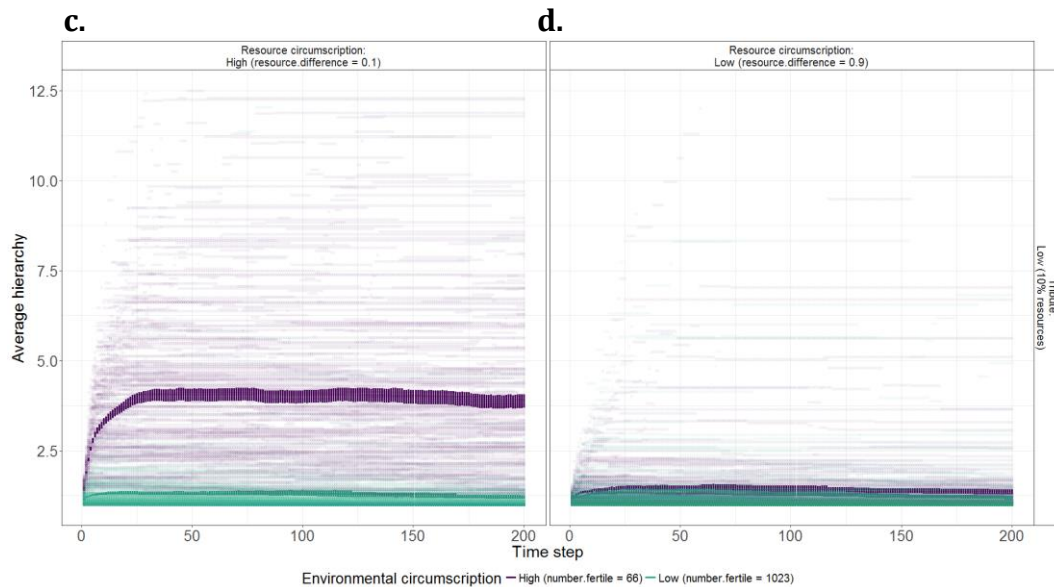 c.
d.
Resource circumscription:
High (resource.difference = 0.1)
Resource circumscription:
Low (resource.difference = 0.9)
12.5
10.0
7.5
5.0
2.5
Average hierarchy
Low (10% resources)
0
50
100
150
200
0
50
100
150
200
Time step
Environmental circumscription High (number.fertile = 66) Low (number.fertile = 1023)